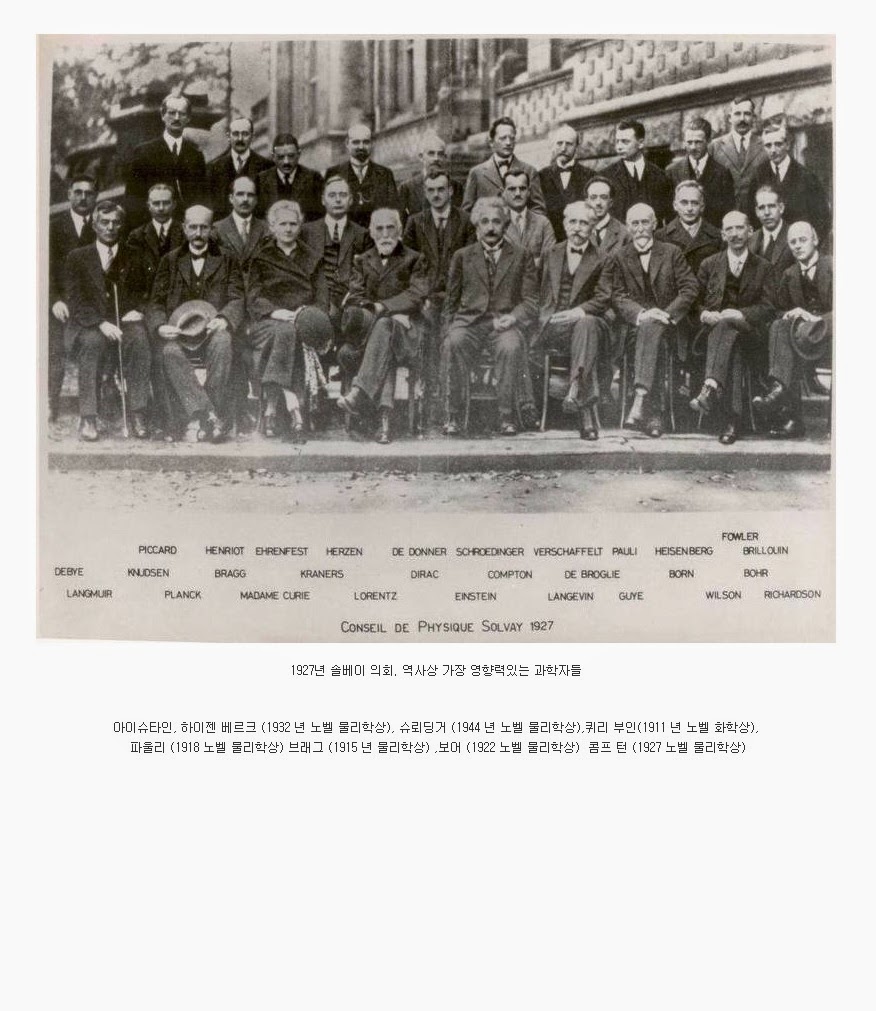 FOWLER
PICCARD HENRIOT EHRENFEST HERZEN DE DONNER SCHROEDINGER VERSCHAFFELT PAULI HEISENBERG BRILLOUIN
DEBYE KNUDSEN BRAGG KRANERS DIRAC COMPTON DE BROGLIE BORN BOHR
LANGMUIR PLANCK MADAME CURIE LORENTZ EINSTEIN LANGEVIN GUYE WILSON RICHARDSON
CONSEIL DE PHYSIQUE SOLVAY 1927
1927년 솔베이 의회, 역사상 가장 영향력있는 과학자들
아이슈타인, 하이젠 베르크 (1932 년 노벨 물리학상), 슈뢰딩거 (1944 년 노벨 물리학상),퀴리 부인(1911 년 노벨 화학상),
파울리 (1918 노벨 물리학상) 브래그 (1915 년 물리학상) ,보어 (1922 노벨 물리학상) 콤프 턴 (1927 노벨 물리학상)